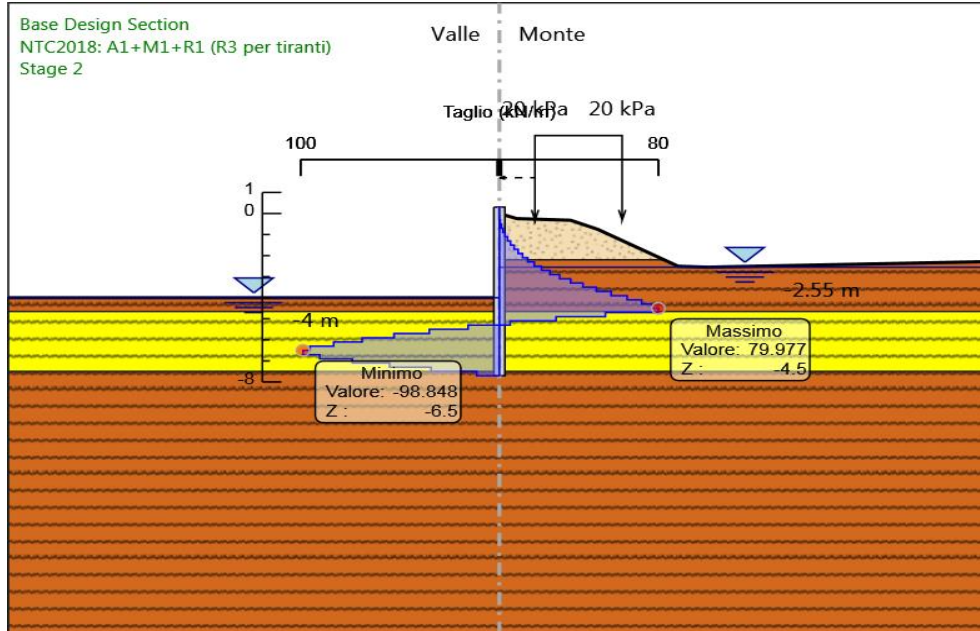 Base Design Section
NTC2018: A1+M1+R1 (R3 per tiranti)
Stage 2
Valle Monte
Taglio (kN/m)
20 kPa 20 kPa
100 80
1
0
-2.55 m
-4 m
-8
Massimo
Valore: 79.977
Z : -4.5
Minimo
Valore: -98.848
Z : -6.5